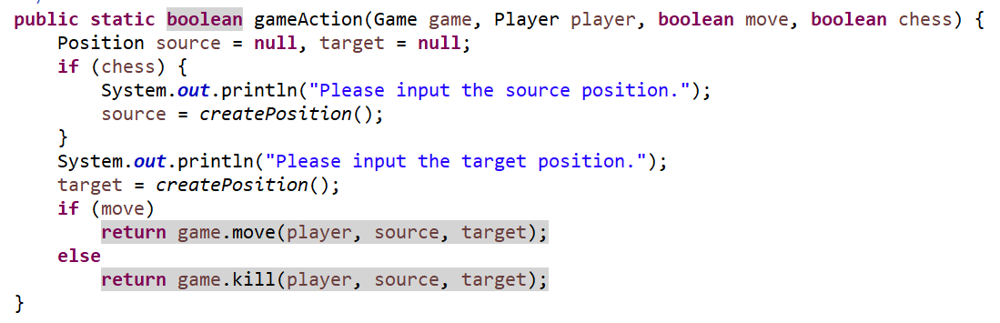 public static boolean gameAction(Game game, Player player, boolean move, boolean chess) {
    Position source = null, target = null;
    if (chess) {
        System.out.println("Please input the source position.");
        source = createPosition();
    }
    System.out.println("Please input the target position.");
    target = createPosition();
    if (move)
        return game.move(player, source, target);
    else
        return game.kill(player, source, target);
}